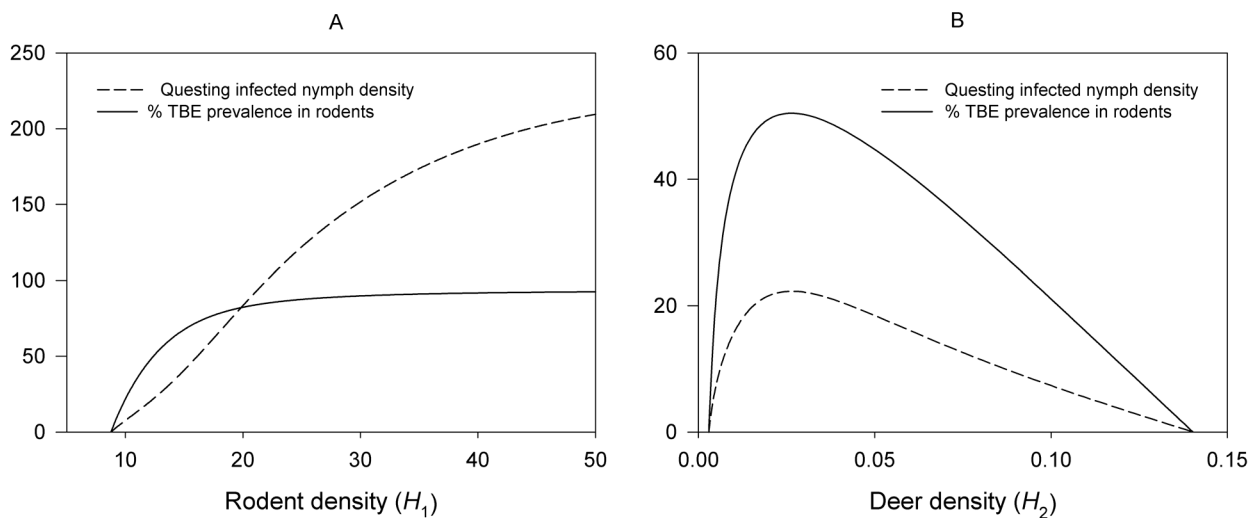 A
250
200
150
100
50
0
Questing infected nymph density
% TBE prevalence in rodents
10 20 30 40 50
Rodent density (H1)
B
60
40
20
0
Questing infected nymph density
% TBE prevalence in rodents
0.00 0.05 0.10 0.15
Deer density (H2)